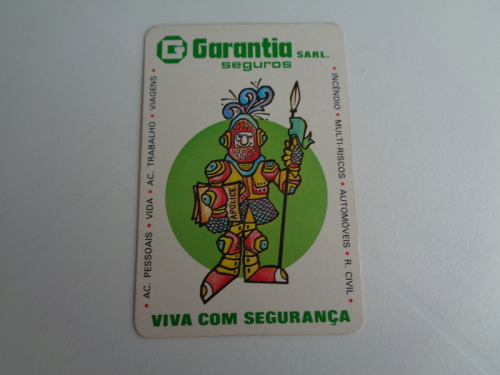 G Garantia SARL.
seguros
• AC. PESSOAIS • VIDA • AC. TRABALHO • VIAGENS •
• INCÊNDIO • MULTI-RISCOS • AUTOMÓVEIS • R. CIVIL •
APÓLICE
VIVA COM SEGURANÇA